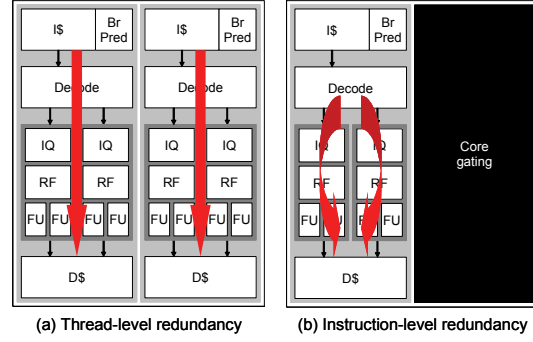 I$
Br
Pred
I$
Br
Pred
Decode
Decode
IQ
IQ
IQ
IQ
RF
RF
RF
RF
FU
FU
FU
FU
FU
FU
FU
FU
D$
D$
(a) Thread-level redundancy
I$
Br
Pred
Decode
IQ
IQ
RF
RF
FU
FU
FU
FU
D$
Core
gating
(b) Instruction-level redundancy